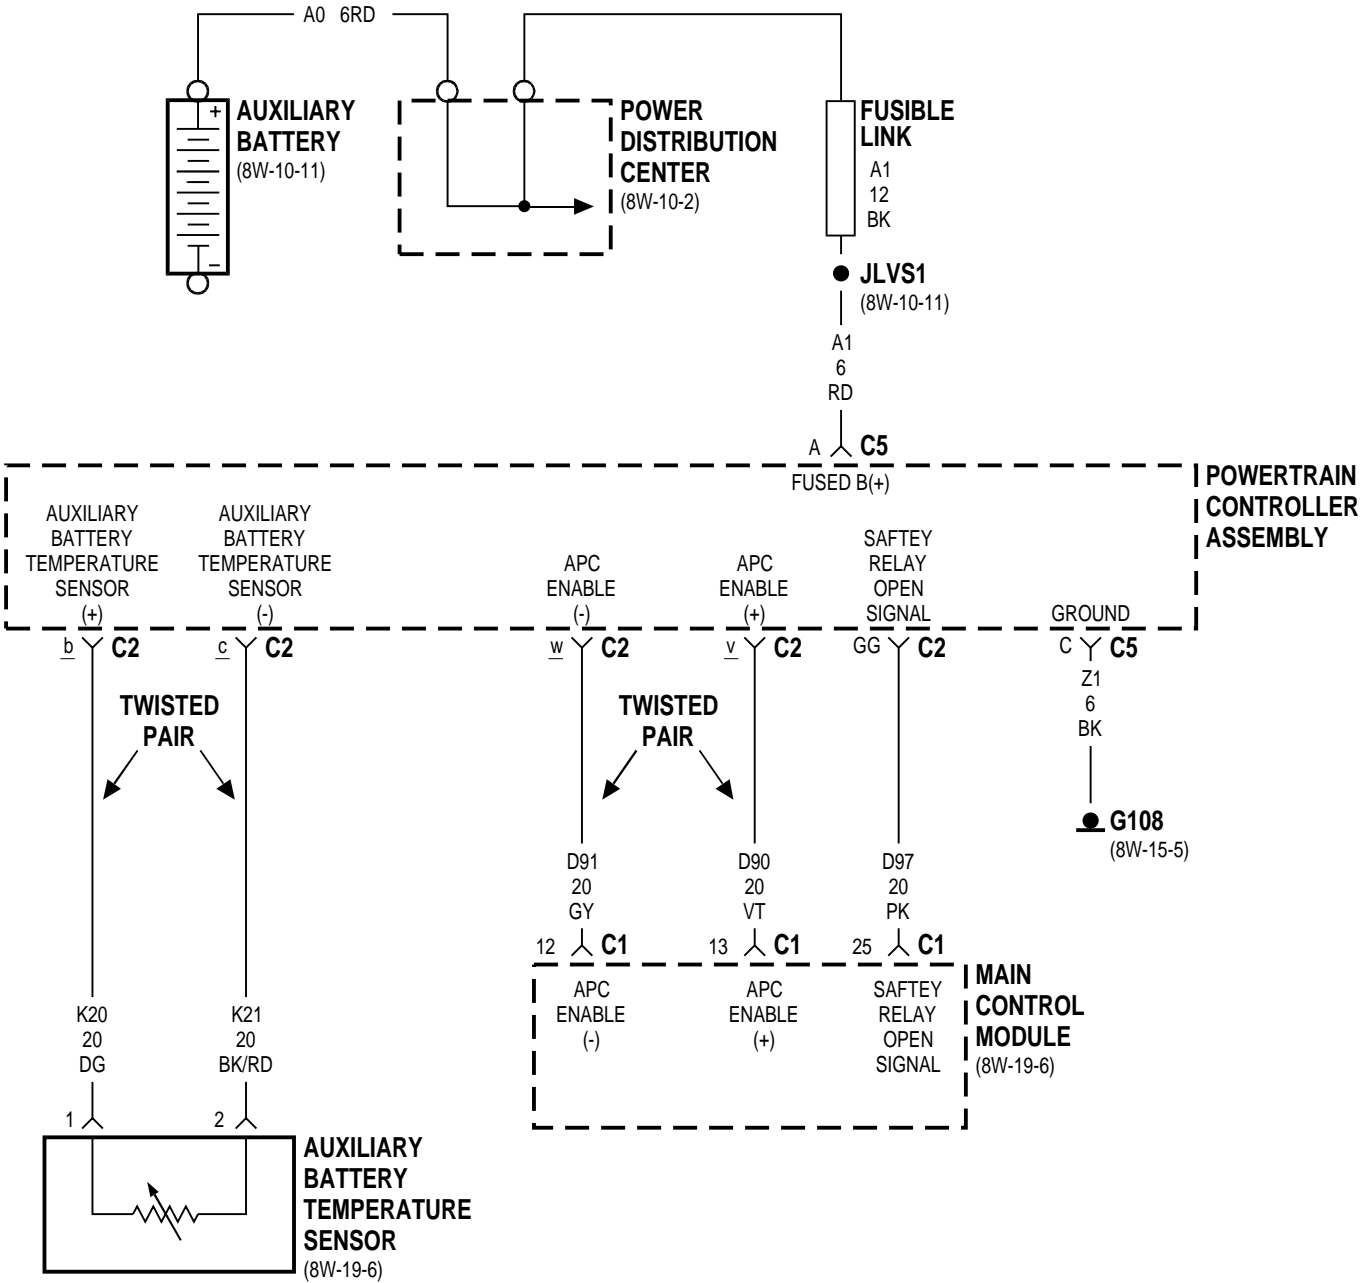 A0 6RD
+
AUXILIARY
BATTERY
(8W-10-11)
–
POWER
DISTRIBUTION
CENTER
(8W-10-2)
FUSIBLE
LINK
A1
12
BK
JLVS1
(8W-10-11)
A1
6
RD
A C5
FUSED B(+)
POWERTRAIN
CONTROLLER
ASSEMBLY
AUXILIARY
BATTERY
TEMPERATURE
SENSOR
(+)
AUXILIARY
BATTERY
TEMPERATURE
SENSOR
(-)
APC
ENABLE
(-)
APC
ENABLE
(+)
SAFTEY
RELAY
OPEN
SIGNAL
GROUND
b C2
c C2
w C2
v C2
GG C2
C C5
TWISTED
PAIR
TWISTED
PAIR
Z1
6
BK
G108
(8W-15-5)
D91
20
GY
D90
20
VT
D97
20
PK
12 C1
13 C1
25 C1
APC
ENABLE
(-)
APC
ENABLE
(+)
SAFTEY
RELAY
OPEN
SIGNAL
MAIN
CONTROL
MODULE
(8W-19-6)
K20
20
DG
K21
20
BK/RD
1
2
AUXILIARY
BATTERY
TEMPERATURE
SENSOR
(8W-19-6)